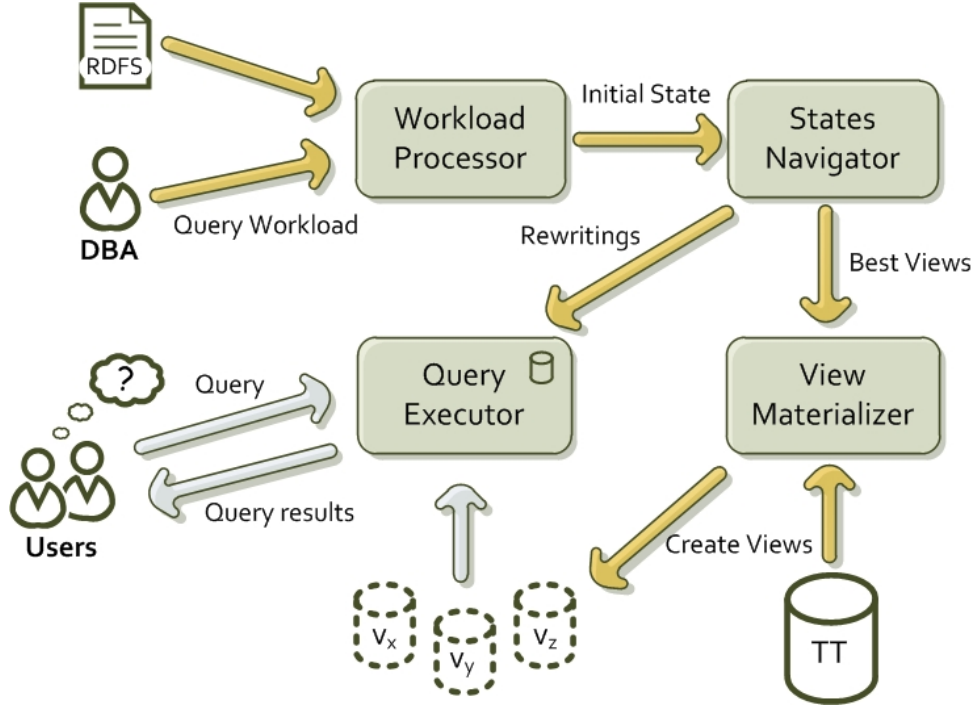 RDFS
Workload
Processor
Initial State
States
Navigator
DBA
Query Workload
Rewritings
Best Views
?
Query
Query
Executor
View
Materializer
Users
Query results
Create Views
vx
vy
vz
TT